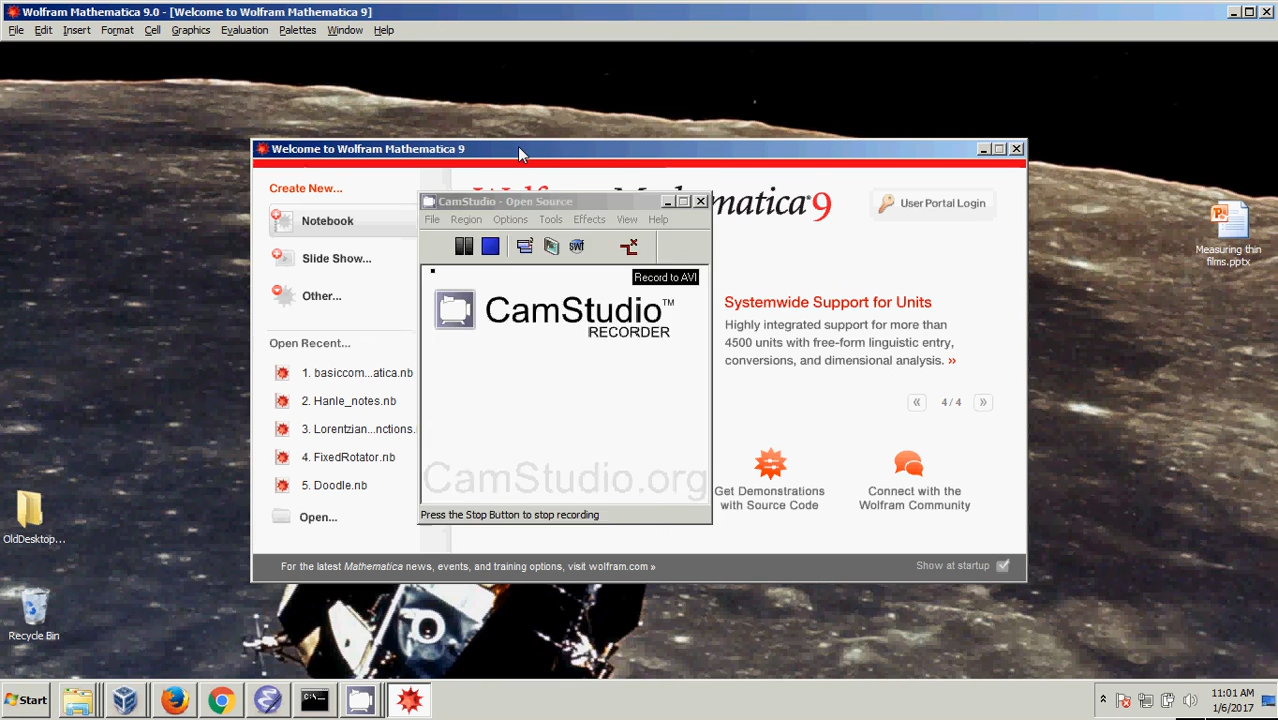 Wolfram Mathematica 9.0 - [Welcome to Wolfram Mathematica 9]
File Edit Insert Format Cell Graphics Evaluation Palettes Window Help
Welcome to Wolfram Mathematica 9
Create New...
Notebook
Slide Show...
Other...
Open Recent...
1. basiccom...atica.nb
2. Hanle_notes.nb
3. Lorentzian...nctions.
4. FixedRotator.nb
5. Doodle.nb
Open...
matica®9
User Portal Login
CamStudio - Open Source
File Region Options Tools Effects View Help
Record to AVI
CamStudio™
RECORDER
CamStudio.org
Press the Stop Button to stop recording
Systemwide Support for Units
Highly integrated support for more than
4500 units with free-form linguistic entry,
conversions, and dimensional analysis. »
« 4 / 4 »
Get Demonstrations
with Source Code
Connect with the
Wolfram Community
For the latest Mathematica news, events, and training options, visit wolfram.com »
Show at startup
Measuring thin
films.pptx
OldDesktop...
Recycle Bin
Start
11:01 AM
1/6/2017